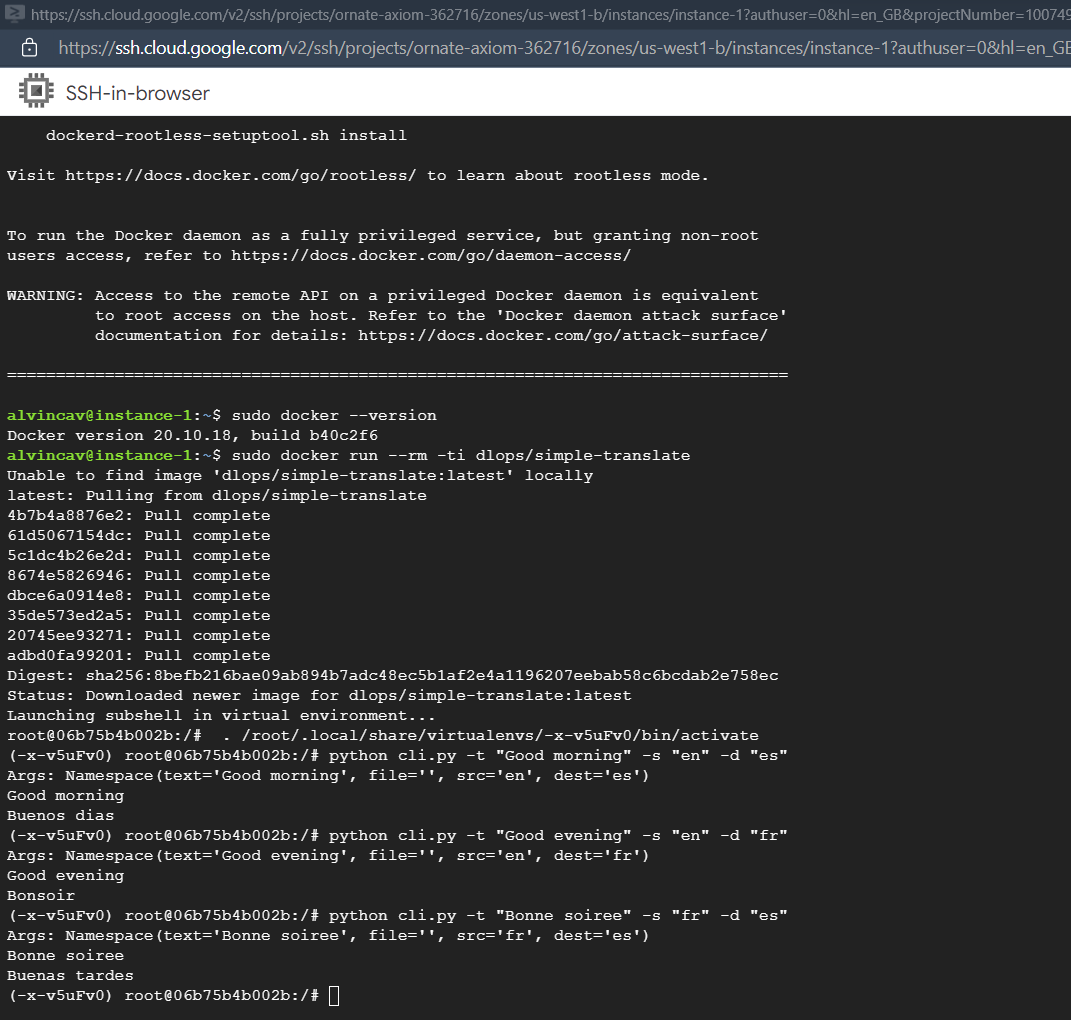 https://ssh.cloud.google.com/v2/ssh/projects/ornate-axiom-362716/zones/us-west1-b/instances/instance-1?authuser=0&hl=en_GB&projectNumber=100749
https://ssh.cloud.google.com/v2/ssh/projects/ornate-axiom-362716/zones/us-west1-b/instances/instance-1?authuser=0&hl=en_GB
SSH-in-browser
dockerd-rootless-setuptool.sh install
Visit https://docs.docker.com/go/rootless/ to learn about rootless mode.
To run the Docker daemon as a fully privileged service, but granting non-root
users access, refer to https://docs.docker.com/go/daemon-access/
WARNING: Access to the remote API on a privileged Docker daemon is equivalent
to root access on the host. Refer to the 'Docker daemon attack surface'
documentation for details: https://docs.docker.com/go/attack-surface/
================================================================================
alvincav@instance-1:~$ sudo docker --version
Docker version 20.10.18, build b40c2f6
alvincav@instance-1:~$ sudo docker run --rm -ti dlops/simple-translate
Unable to find image 'dlops/simple-translate:latest' locally
latest: Pulling from dlops/simple-translate
4b7b4a8876e2: Pull complete
61d5067154dc: Pull complete
5c1dc4b26e2d: Pull complete
8674e5826946: Pull complete
dbce6a0914e8: Pull complete
35de573ed2a5: Pull complete
20745ee93271: Pull complete
adbd0fa99201: Pull complete
Digest: sha256:8befb216bae09ab894b7adc48ec5b1af2e4a1196207eebab58c6bcdab2e758ec
Status: Downloaded newer image for dlops/simple-translate:latest
Launching subshell in virtual environment...
root@06b75b4b002b:/#  . /root/.local/share/virtualenvs/-x-v5uFv0/bin/activate
(-x-v5uFv0) root@06b75b4b002b:/# python cli.py -t "Good morning" -s "en" -d "es"
Args: Namespace(text='Good morning', file='', src='en', dest='es')
Good morning
Buenos dias
(-x-v5uFv0) root@06b75b4b002b:/# python cli.py -t "Good evening" -s "en" -d "fr"
Args: Namespace(text='Good evening', file='', src='en', dest='fr')
Good evening
Bonsoir
(-x-v5uFv0) root@06b75b4b002b:/# python cli.py -t "Bonne soiree" -s "fr" -d "es"
Args: Namespace(text='Bonne soiree', file='', src='fr', dest='es')
Bonne soiree
Buenas tardes
(-x-v5uFv0) root@06b75b4b002b:/#